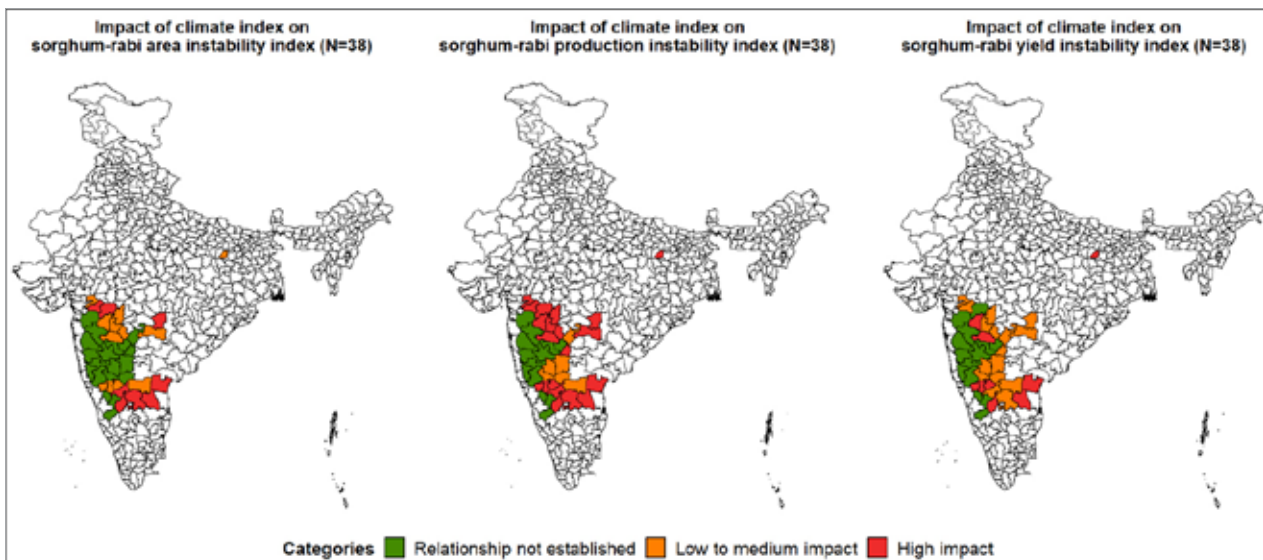 Impact of climate index on
sorghum-rabi area instability index (N=38)
Impact of climate index on
sorghum-rabi production instability index (N=38)
Impact of climate index on
sorghum-rabi yield instability index (N=38)
Categories Relationship not established Low to medium impact High impact